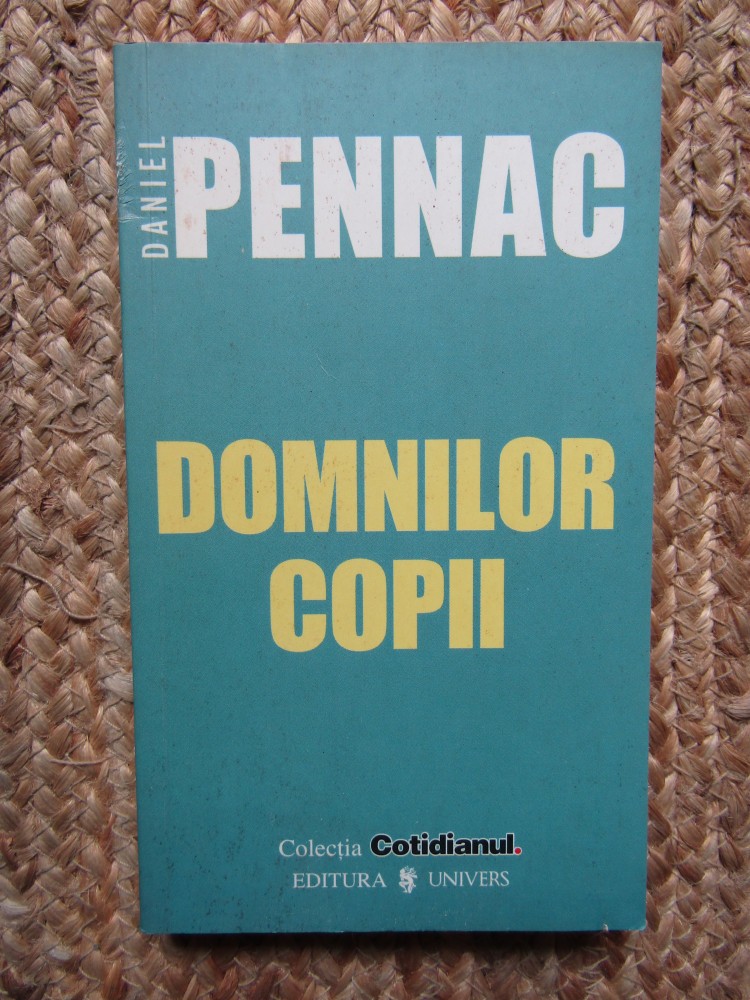 DANIEL
PENNAC
DOMNILOR
COPII
Colecția Cotidianul.
EDITURA UNIVERS